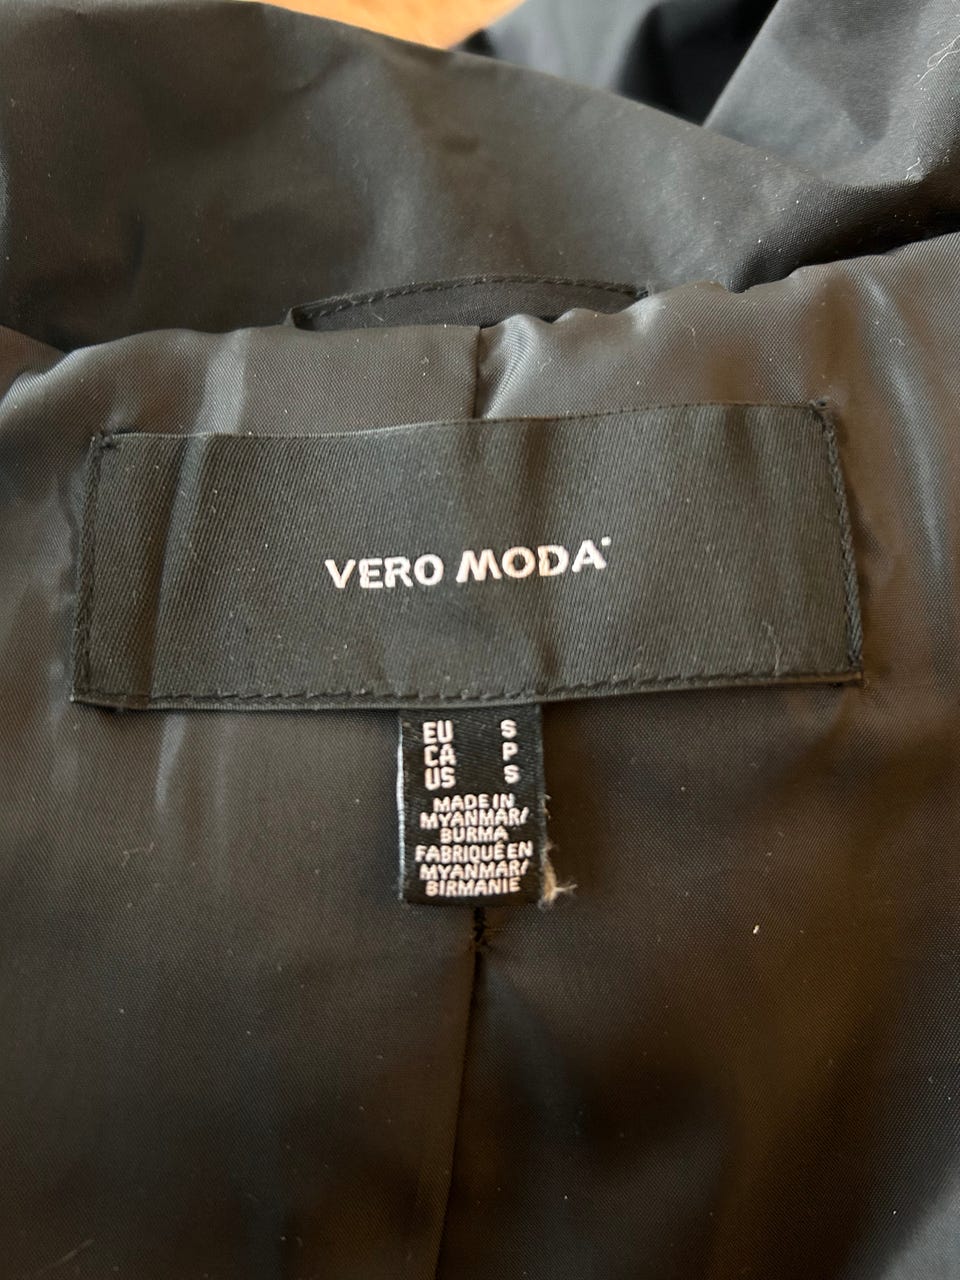 VERO MODA
EU S
CA P
US S
MADE IN
MYANMAR/
BURMA
FABRIQUÉ EN
MYANMAR/
BIRMANIE